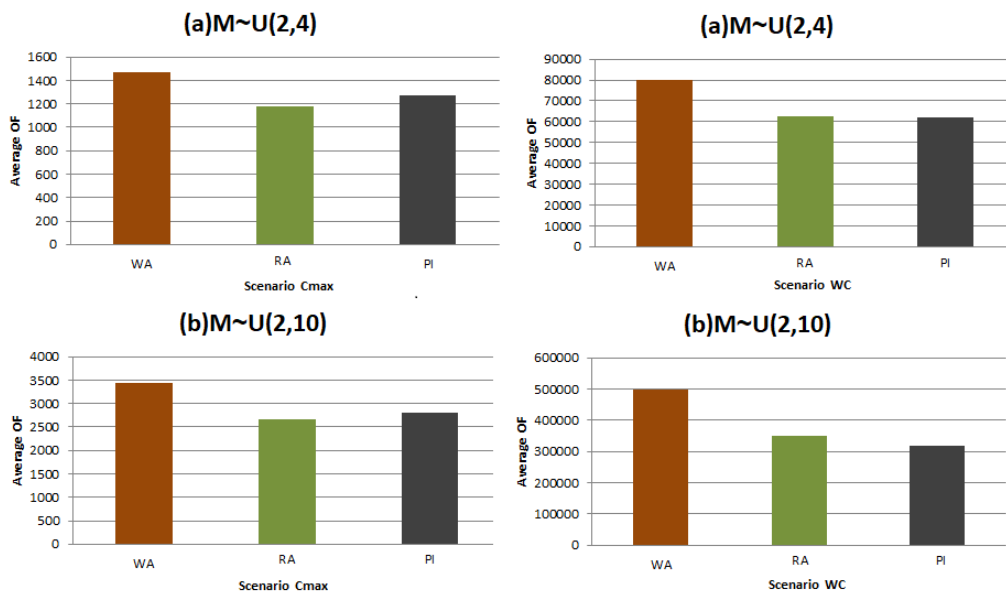 (a)M~U(2,4)
1600
1400
1200
1000
800
600
400
200
0
Average OF
WA RA PI
Scenario Cmax
.
(a)M~U(2,4)
90000
80000
70000
60000
50000
40000
30000
20000
10000
0
Average OF
WA RA PI
Scenario WC
(b)M~U(2,10)
4000
3500
3000
2500
2000
1500
1000
500
0
Average OF
WA RA PI
Scenario Cmax
(b)M~U(2,10)
600000
500000
400000
300000
200000
100000
0
Average OF
WA RA PI
Scenario WC